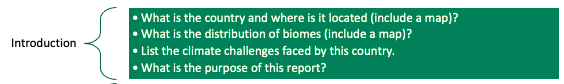 Introduction
• What is the country and where is it located (include a map)?
• What is the distribution of biomes (include a map)?
• List the climate challenges faced by this country.
• What is the purpose of this report?